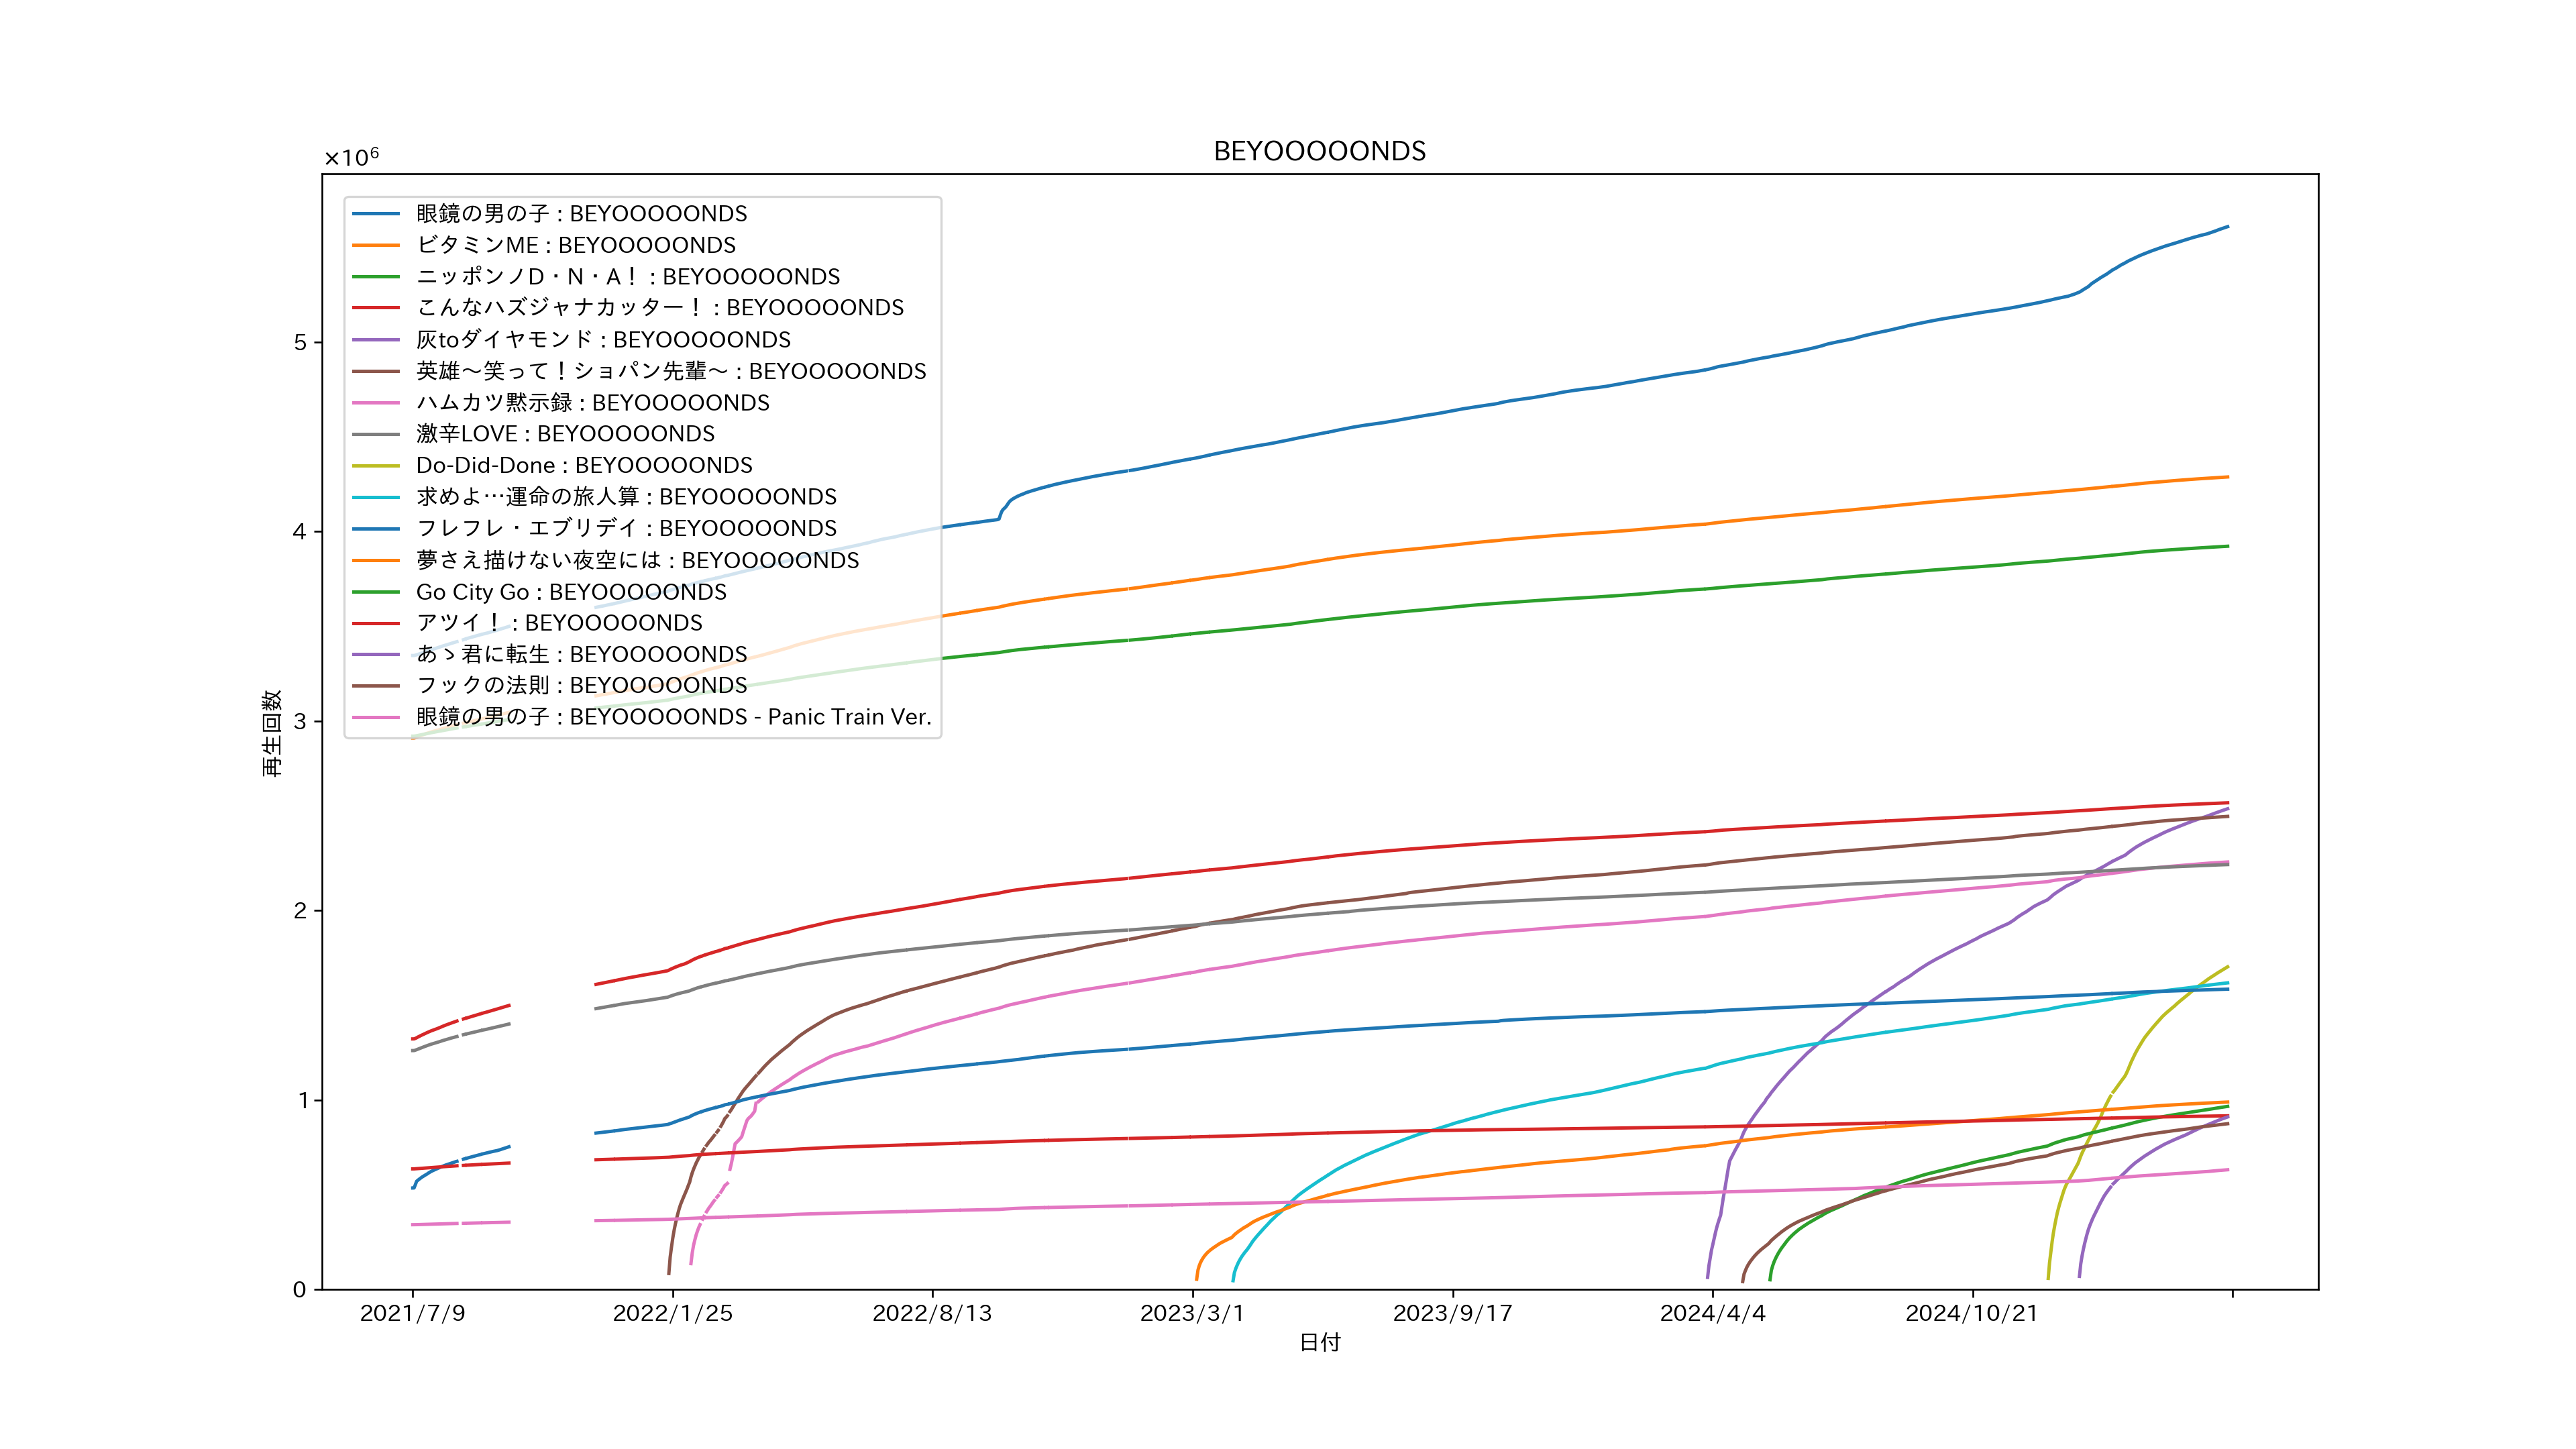 BEYOOOOONDS
×10⁶
眼鏡の男の子 : BEYOOOOONDS
ビタミンME : BEYOOOOONDS
ニッポンノD・N・A！ : BEYOOOOONDS
こんなハズジャナカッター！ : BEYOOOOONDS
灰toダイヤモンド : BEYOOOOONDS
英雄～笑って！ショパン先輩～ : BEYOOOOONDS
ハムカツ黙示録 : BEYOOOOONDS
激辛LOVE : BEYOOOOONDS
Do-Did-Done : BEYOOOOONDS
求めよ…運命の旅人算 : BEYOOOOONDS
フレフレ・エブリデイ : BEYOOOOONDS
夢さえ描けない夜空には : BEYOOOOONDS
Go City Go : BEYOOOOONDS
アツイ！ : BEYOOOOONDS
あゝ君に転生 : BEYOOOOONDS
フックの法則 : BEYOOOOONDS
眼鏡の男の子 : BEYOOOOONDS - Panic Train Ver.
5
4
3
2
1
0
再生回数
2021/7/9 2022/1/25 2022/8/13 2023/3/1 2023/9/17 2024/4/4 2024/10/21
日付